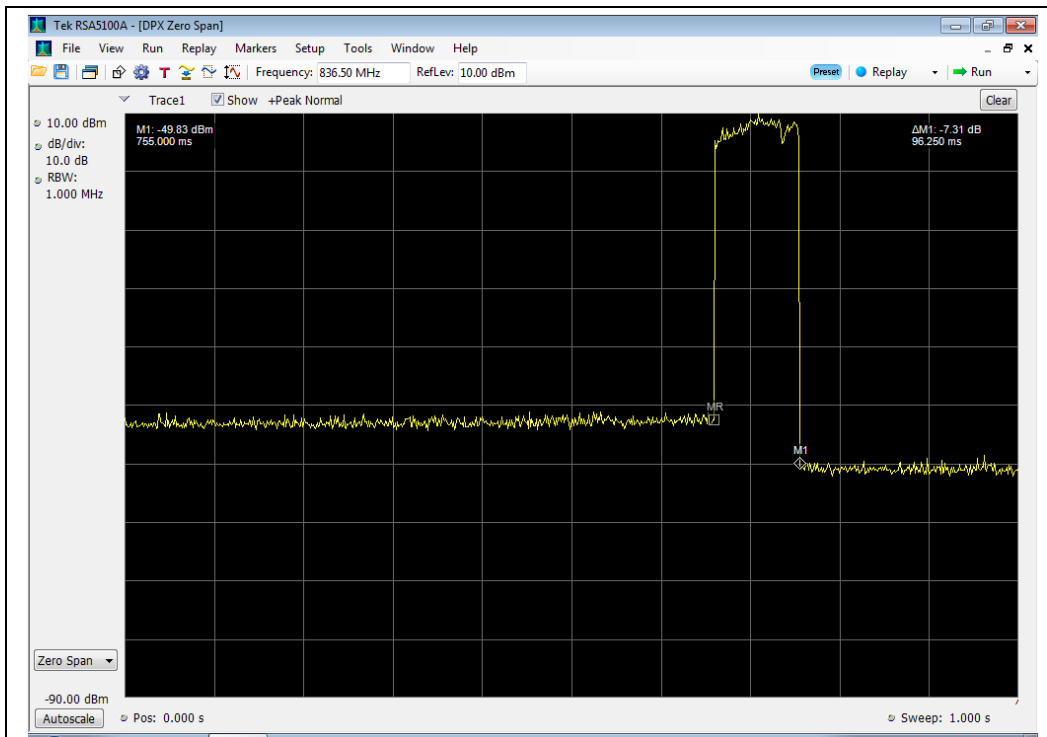 Tek RSA5100A - [DPX Zero Span]
File View Run Replay Markers Setup Tools Window Help
T Frequency: 836.50 MHz RefLev: 10.00 dBm Preset Replay Run
Trace1 Show +Peak Normal Clear
10.00 dBm
dB/div:
10.0 dB
RBW:
1.000 MHz
M1: -49.83 dBm
755.000 ms
ΔM1: -7.31 dB
96.250 ms
MR
M1
Zero Span
-90.00 dBm
Autoscale Pos: 0.000 s Sweep: 1.000 s